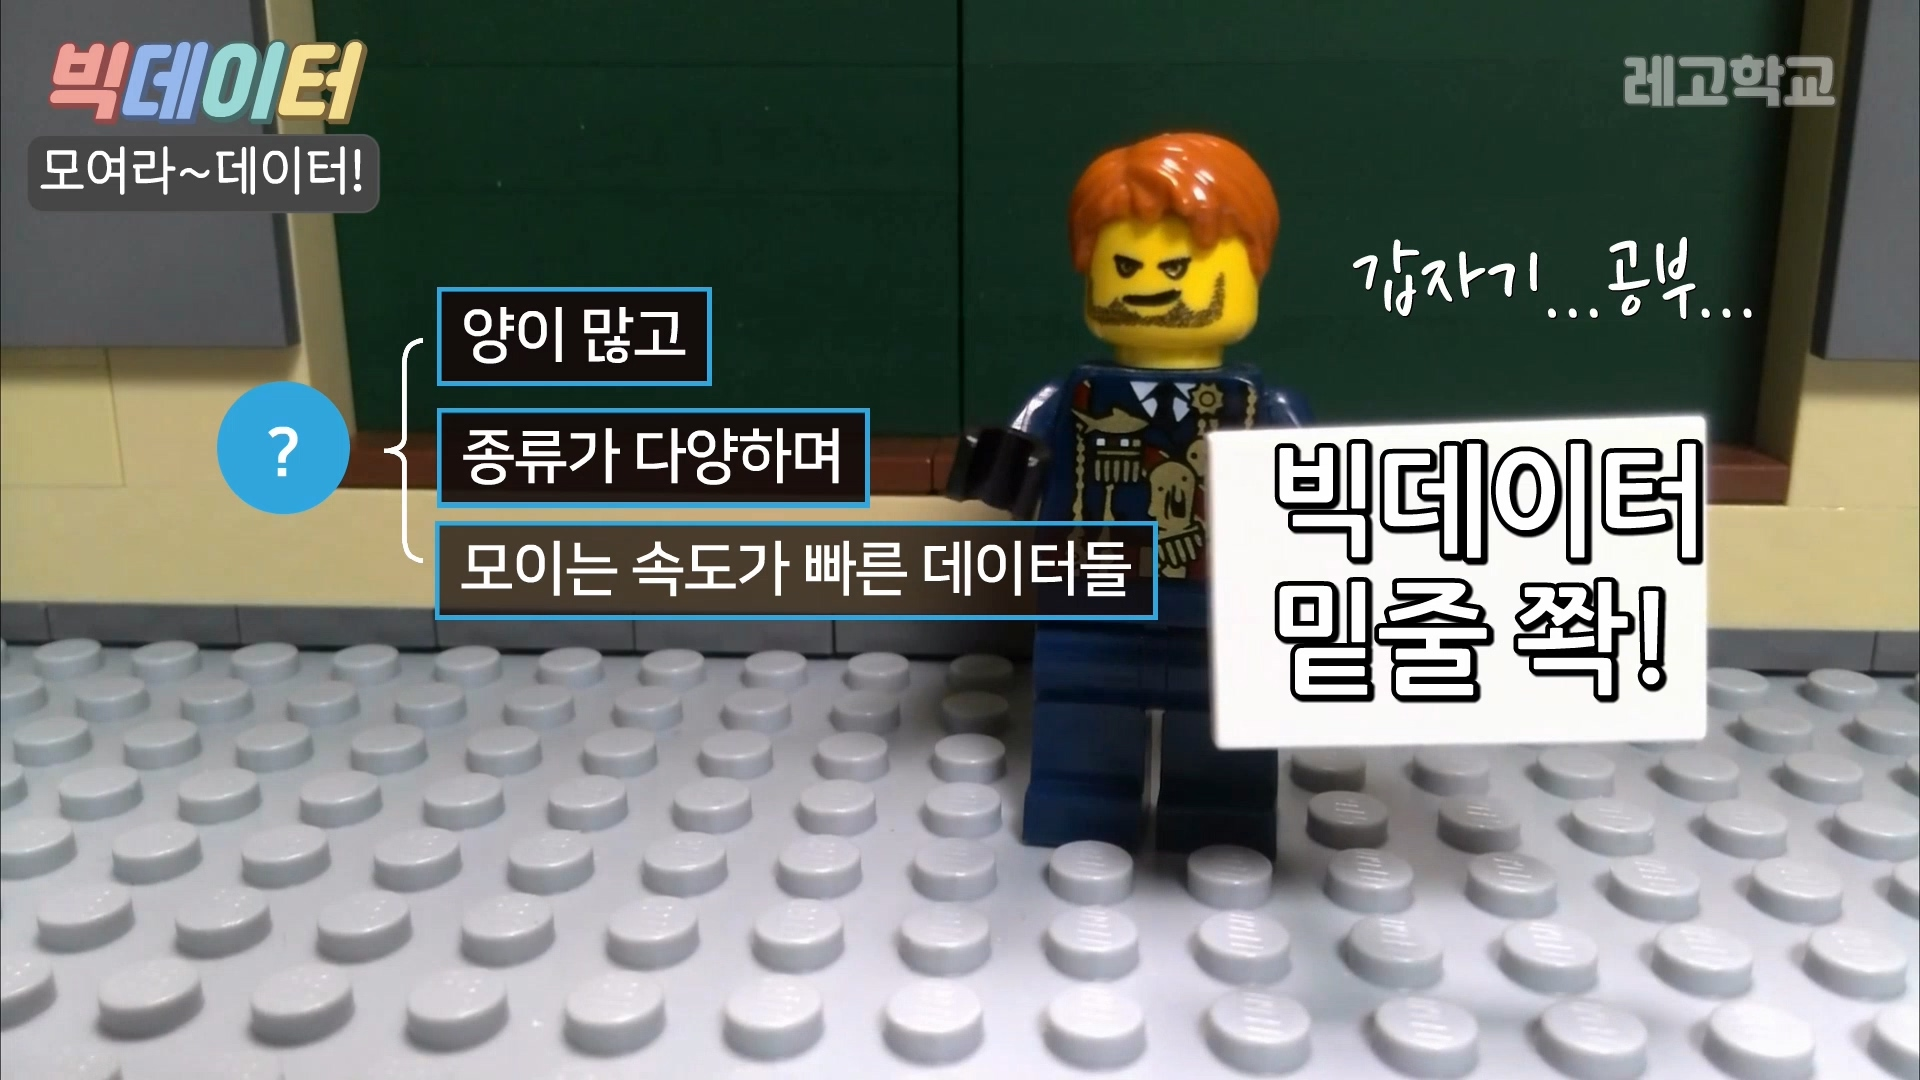 빅데이터
모여라~데이터!
레고학교
갑자기...공부...
?
양이 많고
종류가 다양하며
모이는 속도가 빠른 데이터들
빅데이터
밑줄 쫙!